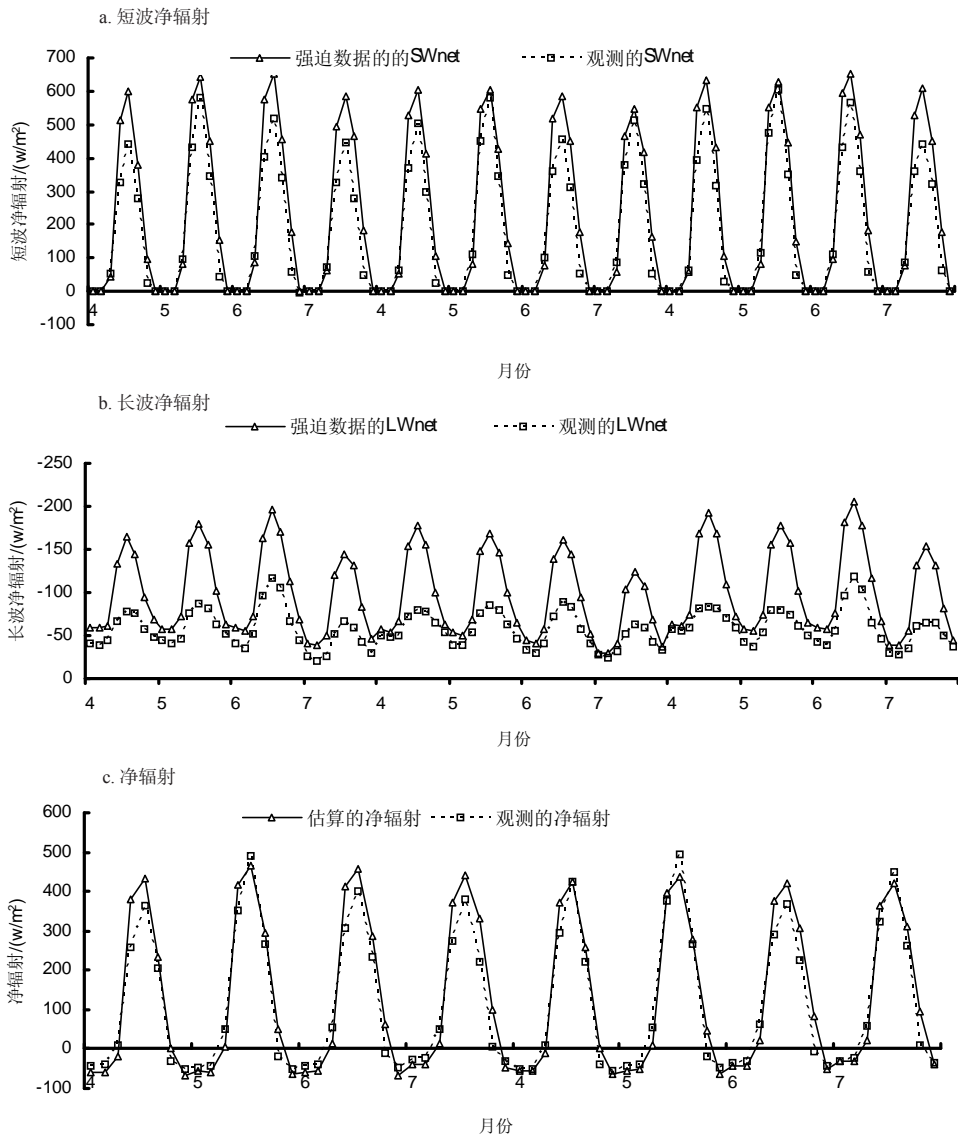 a. 短波净辐射
强迫数据的的SWnet 观测的SWnet
700
600
500
400
300
200
100
0
-100
短波净辐射/(w/m²)
4 5 6 7 4 5 6 7 4 5 6 7
月份
b. 长波净辐射
强迫数据的LWnet 观测的LWnet
-250
-200
-150
-100
-50
0
长波净辐射/(w/m²)
4 5 6 7 4 5 6 7 4 5 6 7
月份
c. 净辐射
估算的净辐射 观测的净辐射
600
500
400
300
200
100
0
-100
净辐射/(w/m²)
4 5 6 7 4 5 6 7
月份